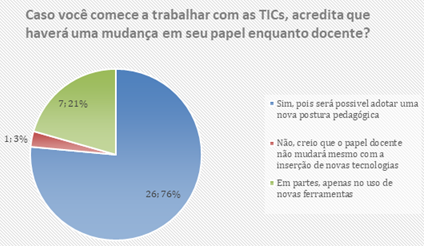 Caso você comece a trabalhar com as TICs, acredita que
haverá uma mudança em seu papel enquanto docente?
7; 21%
1; 3%
26; 76%
Sim, pois será possivel adotar uma
nova postura pedagógica
Não, creio que o papel docente
não mudará mesmo com a
inserção de novas tecnologias
Em partes, apenas no uso de
novas ferramentas